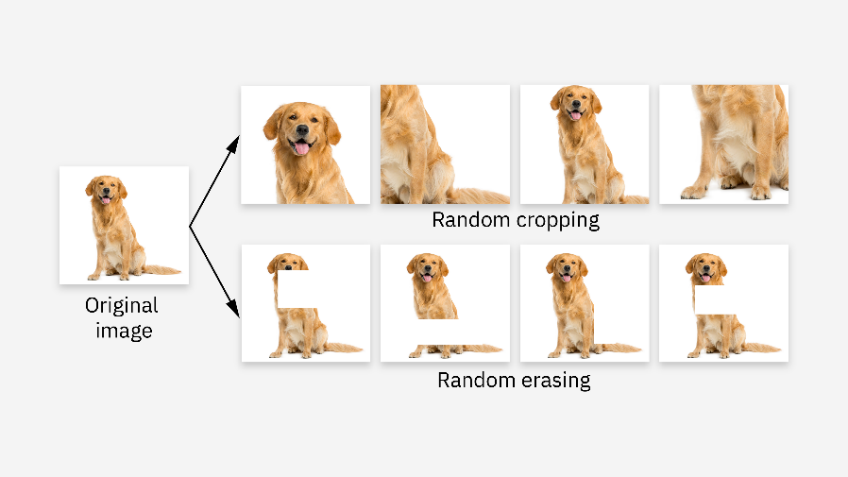 Random cropping
Original
image
Random erasing